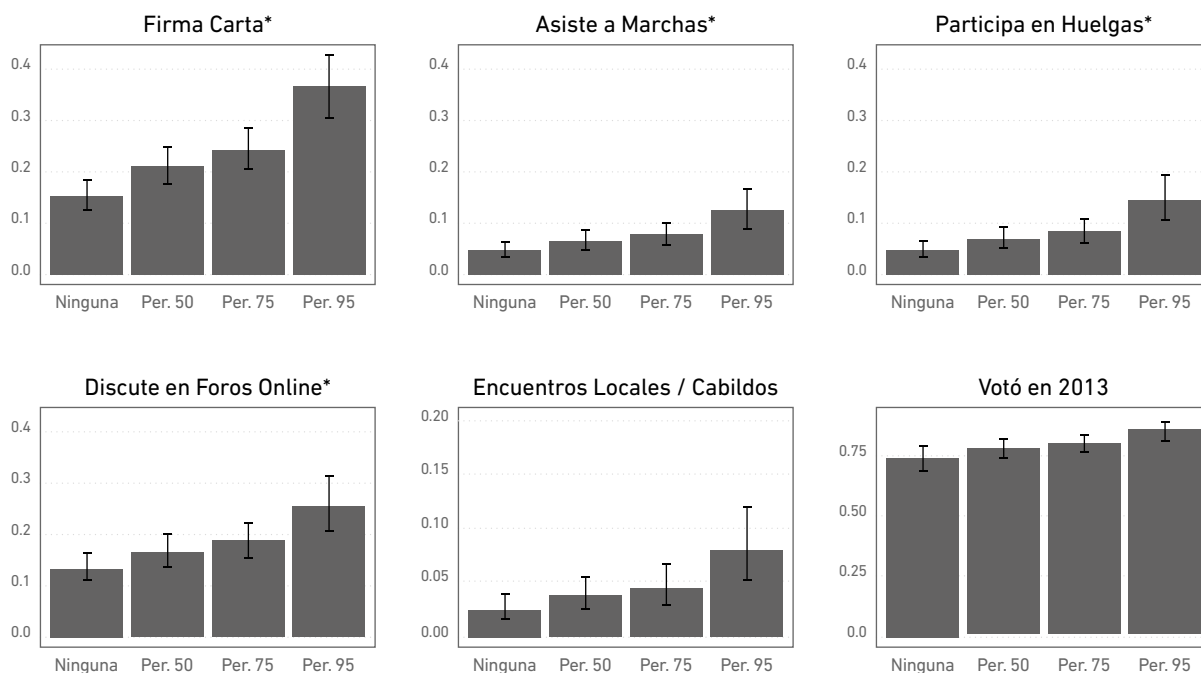 Firma Carta*
0.4
0.3
0.2
0.1
0.0
Ninguna Per. 50 Per. 75 Per. 95
Asiste a Marchas*
0.4
0.3
0.2
0.1
0.0
Ninguna Per. 50 Per. 75 Per. 95
Participa en Huelgas*
0.4
0.3
0.2
0.1
0.0
Ninguna Per. 50 Per. 75 Per. 95
Discute en Foros Online*
0.4
0.3
0.2
0.1
0.0
Ninguna Per. 50 Per. 75 Per. 95
Encuentros Locales / Cabildos
0.20
0.15
0.10
0.05
0.00
Ninguna Per. 50 Per. 75 Per. 95
Votó en 2013
0.75
0.50
0.25
0.0
Ninguna Per. 50 Per. 75 Per. 95